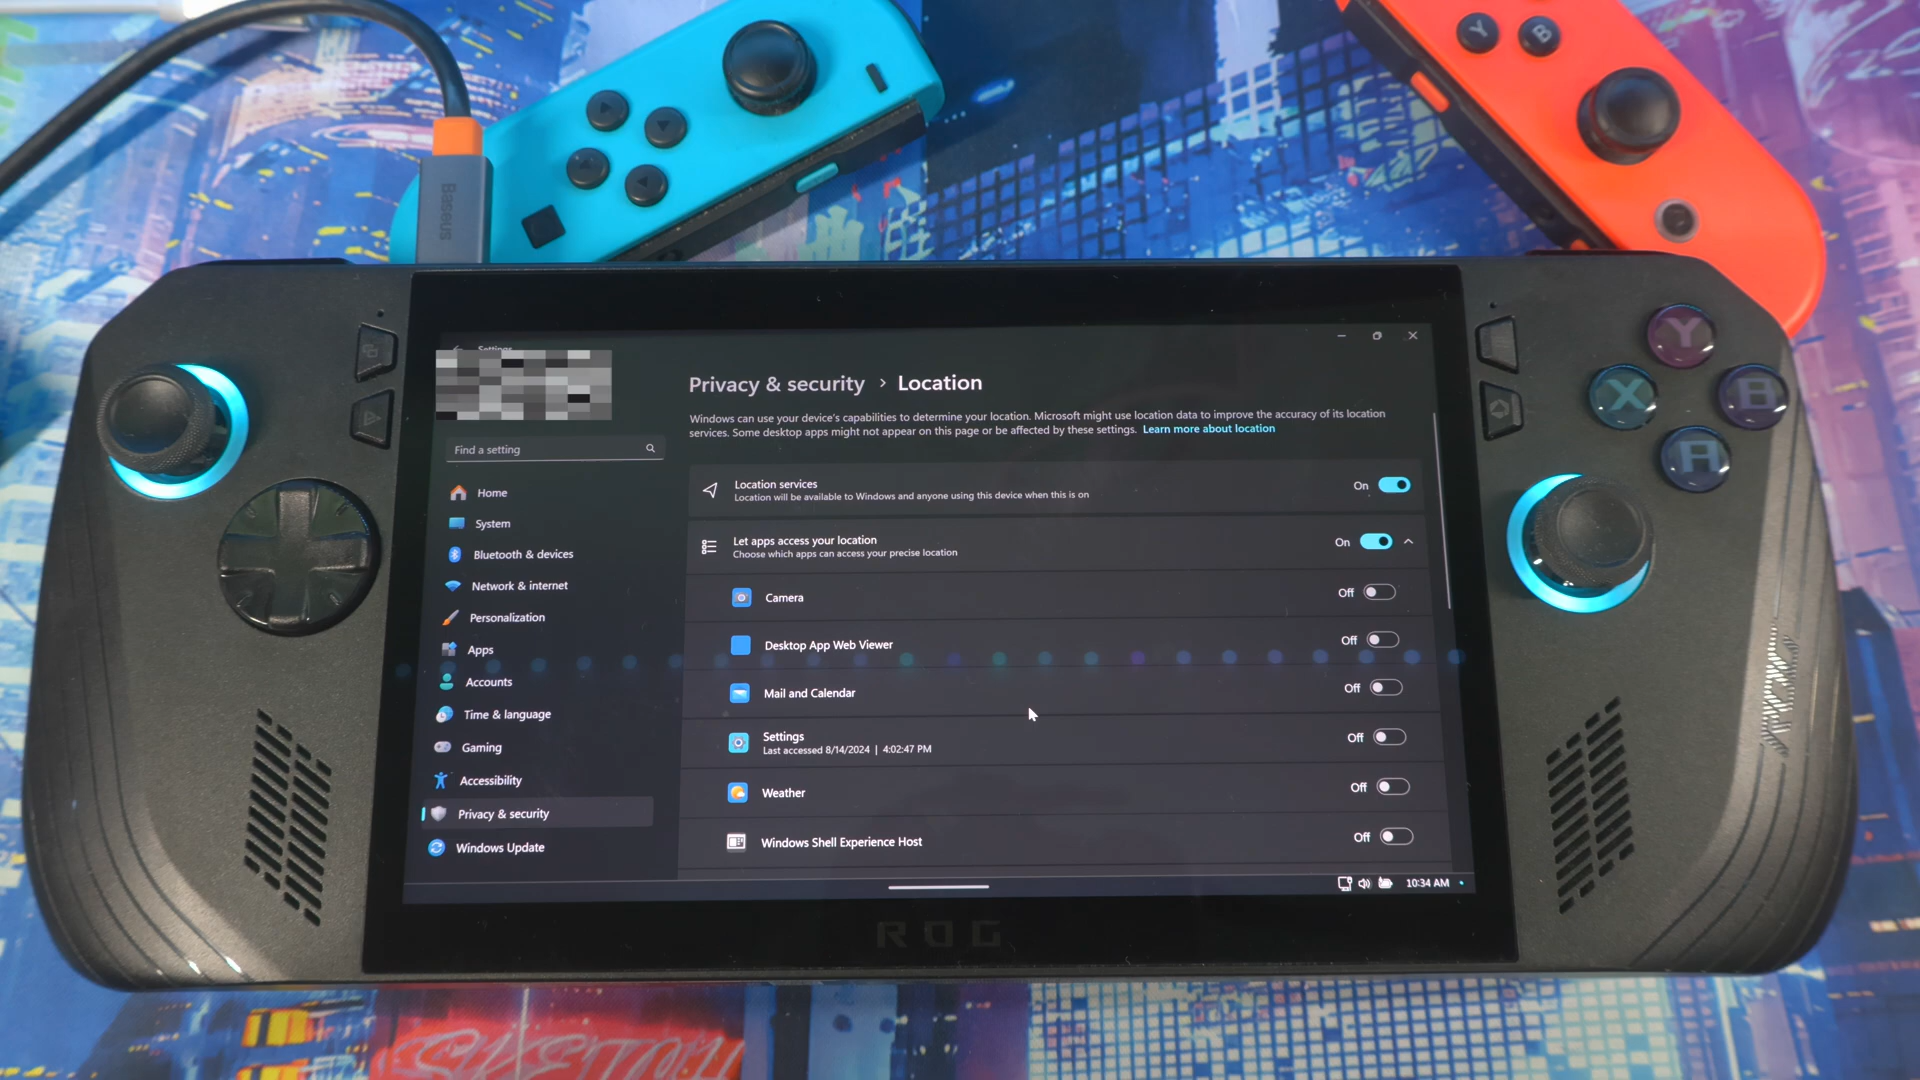 Y
B
Baseus
Settings
Privacy & security > Location
Windows can use your device's capabilities to determine your location. Microsoft might use location data to improve the accuracy of its location
services. Some desktop apps might not appear on this page or be affected by these settings. Learn more about location
Find a setting
Home
System
Bluetooth & devices
Network & internet
Personalization
Apps
Accounts
Time & language
Gaming
Accessibility
Privacy & security
Windows Update
Location services
Location will be available to Windows and anyone using this device when this is on
On
Let apps access your location
Choose which apps can access your precise location
On
Camera
Off
Desktop App Web Viewer
Off
Mail and Calendar
Off
Settings
Last accessed 8/14/2024 | 4:02:47 PM
Off
Weather
Off
Windows Shell Experience Host
Off
10:34 AM
Y
X
B
A
ROG